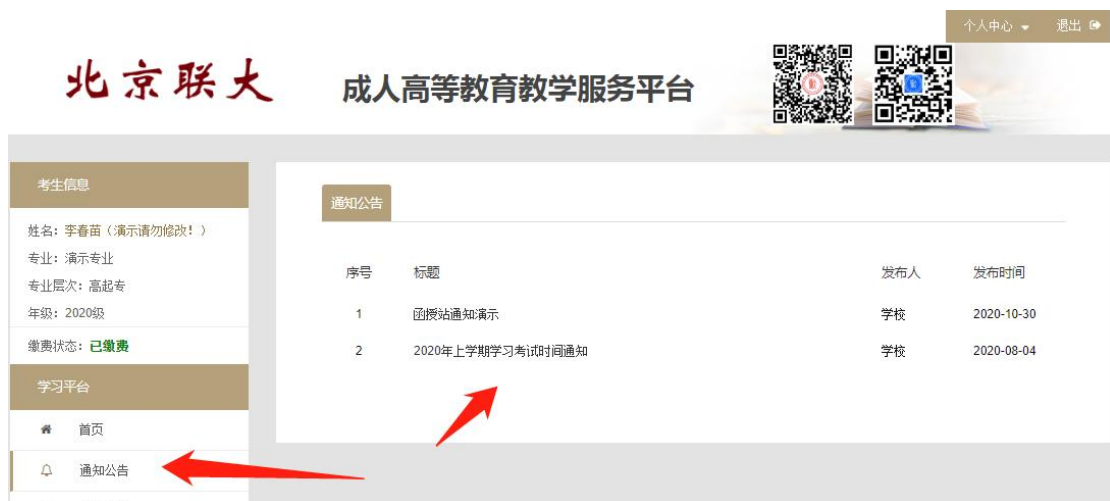 个人中心 退出
北京联大 成人高等教育教学服务平台
考生信息
姓名：李春苗（演示请勿修改！）
专业：演示专业
专业层次：高起专
年级：2020级
缴费状态：已缴费
学习平台
首页
通知公告
通知公告
序号 标题 发布人 发布时间
1 函授站通知演示 学校 2020-10-30
2 2020年上学期学习考试时间通知 学校 2020-08-04